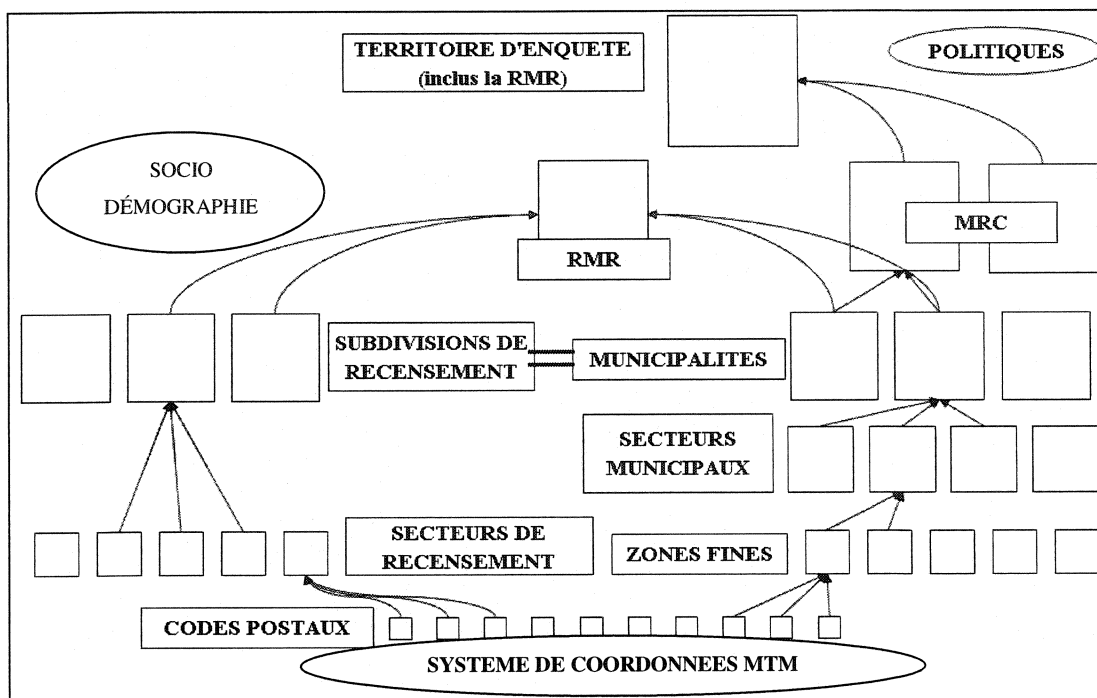 TERRITOIRE D'ENQUETE
(inclus la RMR)
POLITIQUES
SOCIO
DÉMOGRAPHIE
MRC
RMR
SUBDIVISIONS DE
RECENSEMENT
MUNICIPALITES
SECTEURS
MUNICIPAUX
SECTEURS DE
RECENSEMENT
ZONES FINES
CODES POSTAUX
SYSTEME DE COORDONNEES MTM